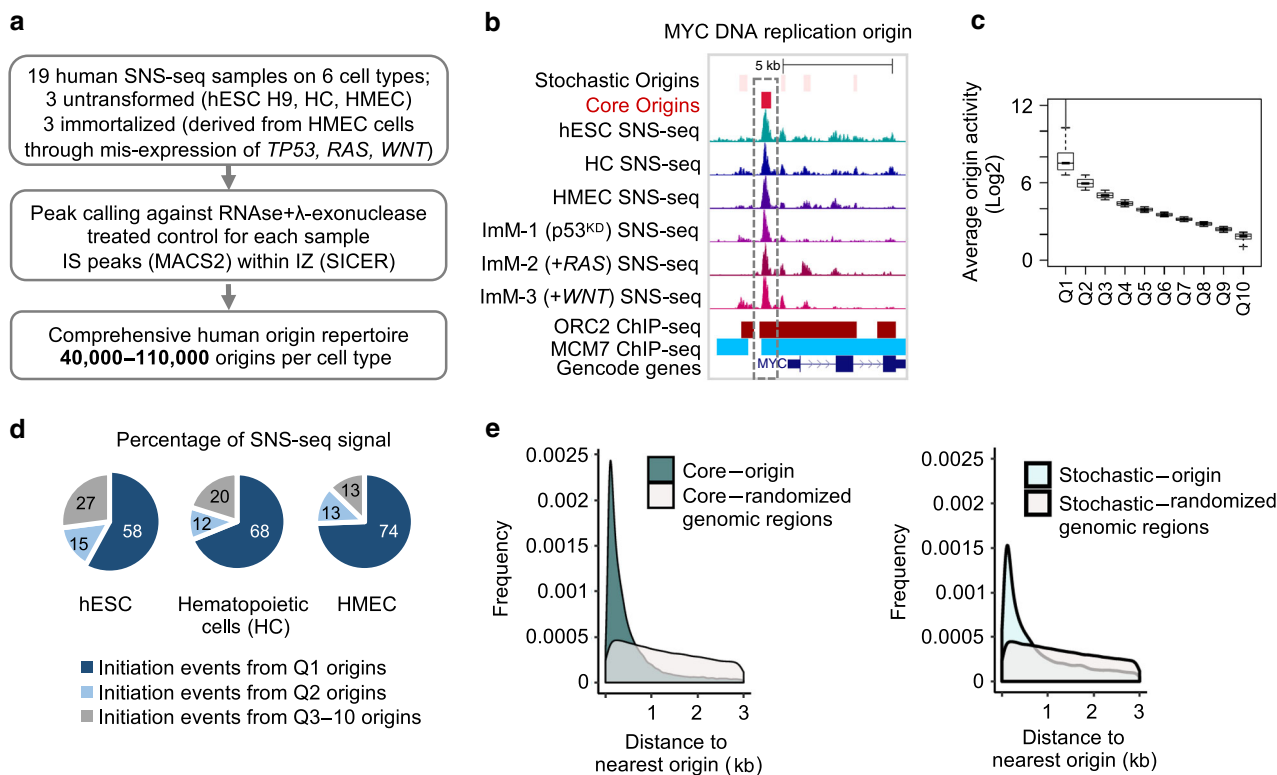 a
19 human SNS-seq samples on 6 cell types;
3 untransformed (hESC H9, HC, HMEC)
3 immortalized (derived from HMEC cells
through mis-expression of TP53, RAS, WNT)
Peak calling against RNAse+λ-exonuclease
treated control for each sample
IS peaks (MACS2) within IZ (SICER)
Comprehensive human origin repertoire
40,000–110,000 origins per cell type
b
MYC DNA replication origin
5 kb
Stochastic Origins
Core Origins
hESC SNS-seq
HC SNS-seq
HMEC SNS-seq
ImM-1 (p53KD) SNS-seq
ImM-2 (+RAS) SNS-seq
ImM-3 (+WNT) SNS-seq
ORC2 ChIP-seq
MCM7 ChIP-seq
Gencode genes
MYC
c
Average origin activity
(Log2)
12
6
0
Q1
Q2
Q3
Q4
Q5
Q6
Q7
Q8
Q9
Q10
d
Percentage of SNS-seq signal
27
15
58
hESC
20
12
68
Hematopoietic
cells (HC)
13
13
74
HMEC
Initiation events from Q1 origins
Initiation events from Q2 origins
Initiation events from Q3–10 origins
e
Frequency
0.0025
0.002
0.0015
0.001
0.0005
0
1
2
3
Distance to
nearest origin (kb)
Core–origin
Core–randomized
genomic regions
Frequency
0.0025
0.002
0.0015
0.001
0.0005
0
1
2
3
Distance to
nearest origin (kb)
Stochastic–origin
Stochastic–randomized
genomic regions